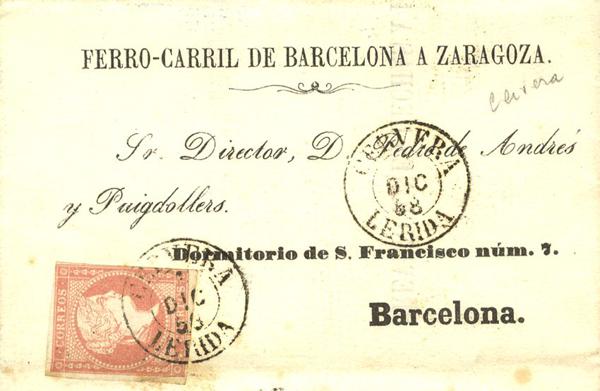 FERRO-CARRIL DE BARCELONA A ZARAGOZA.
Cervera
Sr. Director, D. Pedro de Andrés
y Puigdollers.
CERVERA
DIC
58
LERIDA
Dormitorio de S. Francisco núm. 7.
Barcelona.
CORREOS
CERVERA
DIC
58
LERIDA